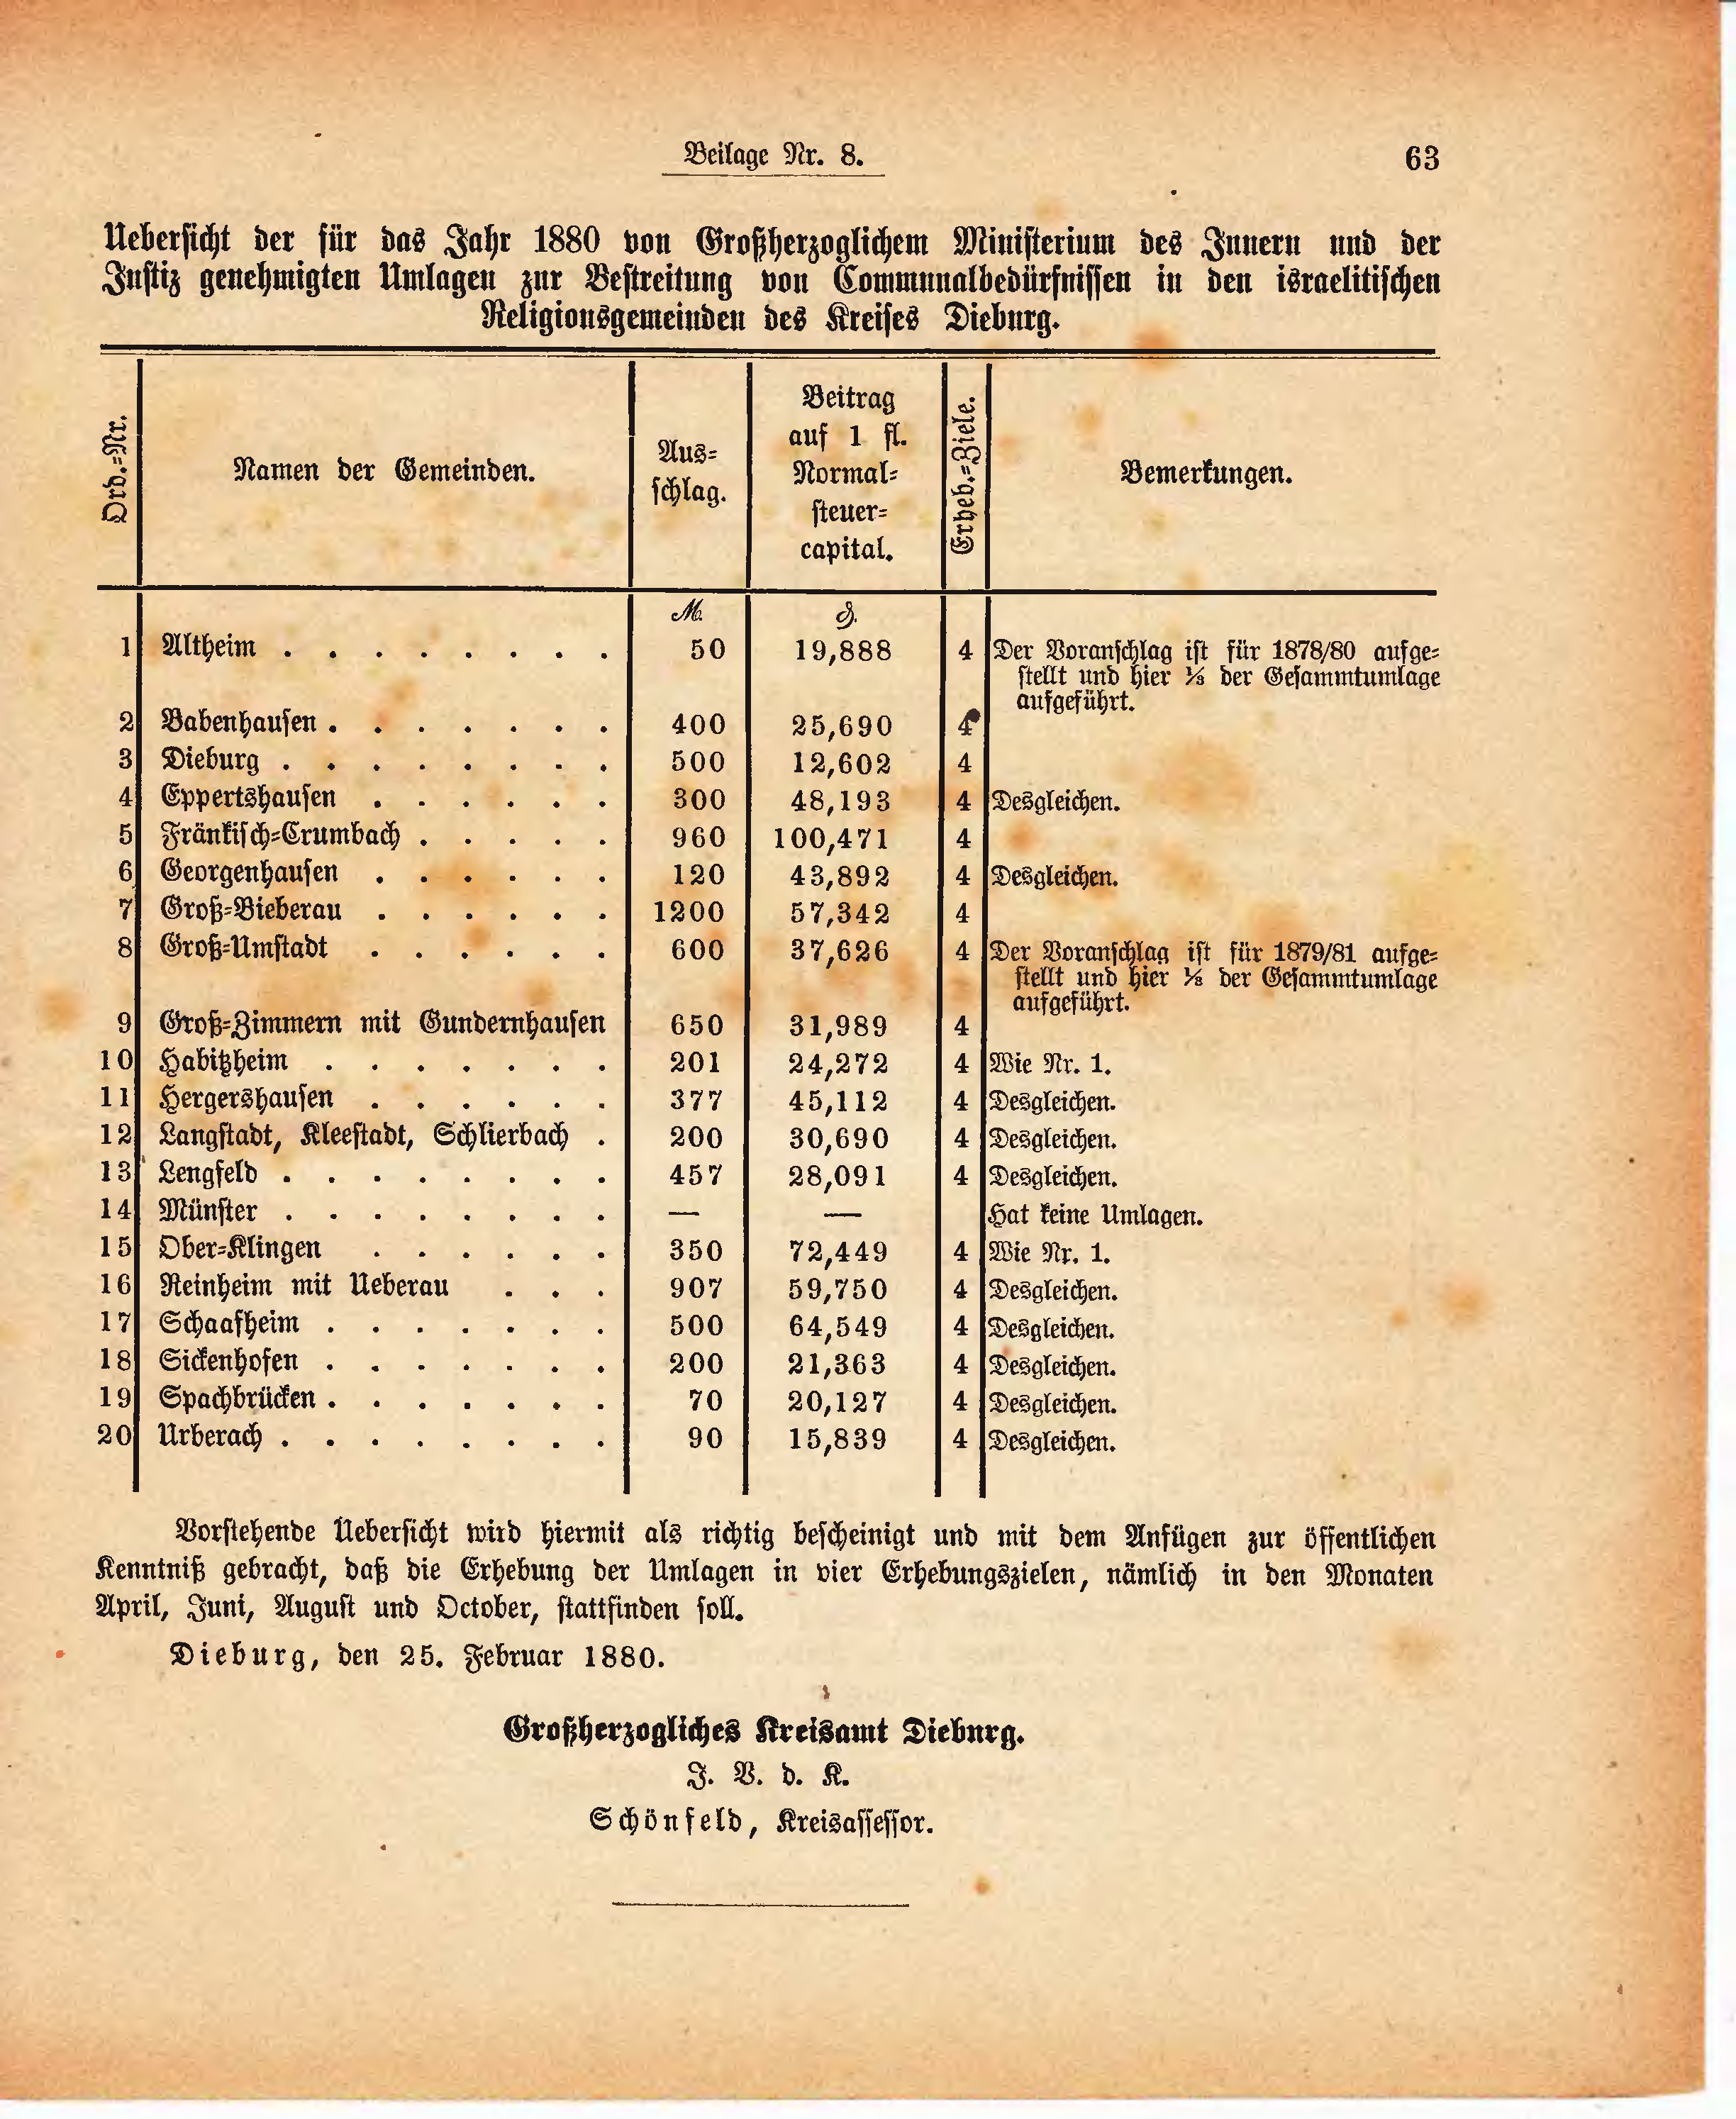 Beilage Nr. 8.
63
Uebersicht der für das Jahr 1880 von Großherzoglichem Ministerium des Innern und der
Justiz genehmigten Umlagen zur Bestreitung von Communalbedürfnissen in den israelitischen
Religionsgemeinden des Kreises Dieburg.
Ord.=Nr. Namen der Gemeinden. Aus= schlag. Beitrag auf 1 fl. Normal= steuer= capital. Erheb.=Ziele. Bemerkungen.
M. ₰.
1 Altheim . . . . . . . . 50 19,888 4 Der Voranschlag ist für 1878/80 aufge=
stellt und hier ⅓ der Gesammtumlage
aufgeführt.
2 Babenhausen . . . . . . . 400 25,690 4
3 Dieburg . . . . . . . . 500 12,602 4
4 Eppertshausen . . . . . . 300 48,193 4 Desgleichen.
5 Fränkisch=Crumbach . . . . . 960 100,471 4
6 Georgenhausen . . . . . . 120 43,892 4 Desgleichen.
7 Groß=Bieberau . . . . . . 1200 57,342 4
8 Groß=Umstadt . . . . . . 600 37,626 4 Der Voranschlag ist für 1879/81 aufge=
stellt und hier ⅓ der Gesammtumlage
aufgeführt.
9 Groß=Zimmern mit Gundernhausen 650 31,989 4
10 Habitzheim . . . . . . . 201 24,272 4 Wie Nr. 1.
11 Hergershausen . . . . . . 377 45,112 4 Desgleichen.
12 Langstadt, Kleestadt, Schlierbach . 200 30,690 4 Desgleichen.
13 Lengfeld . . . . . . . . 457 28,091 4 Desgleichen.
14 Münster . . . . . . . . — — Hat keine Umlagen.
15 Ober=Klingen . . . . . . 350 72,449 4 Wie Nr. 1.
16 Reinheim mit Ueberau . . . 907 59,750 4 Desgleichen.
17 Schaafheim . . . . . . . 500 64,549 4 Desgleichen.
18 Sickenhofen . . . . . . . 200 21,363 4 Desgleichen.
19 Spachbrücken . . . . . . . 70 20,127 4 Desgleichen.
20 Urberach . . . . . . . . 90 15,839 4 Desgleichen.
Vorstehende Uebersicht wird hiermit als richtig bescheinigt und mit dem Anfügen zur öffentlichen
Kenntniß gebracht, daß die Erhebung der Umlagen in vier Erhebungszielen, nämlich in den Monaten
April, Juni, August und October, stattfinden soll.
Dieburg, den 25. Februar 1880.
Großherzogliches Kreisamt Dieburg.
J. V. d. K.
Schönfeld, Kreisassessor.